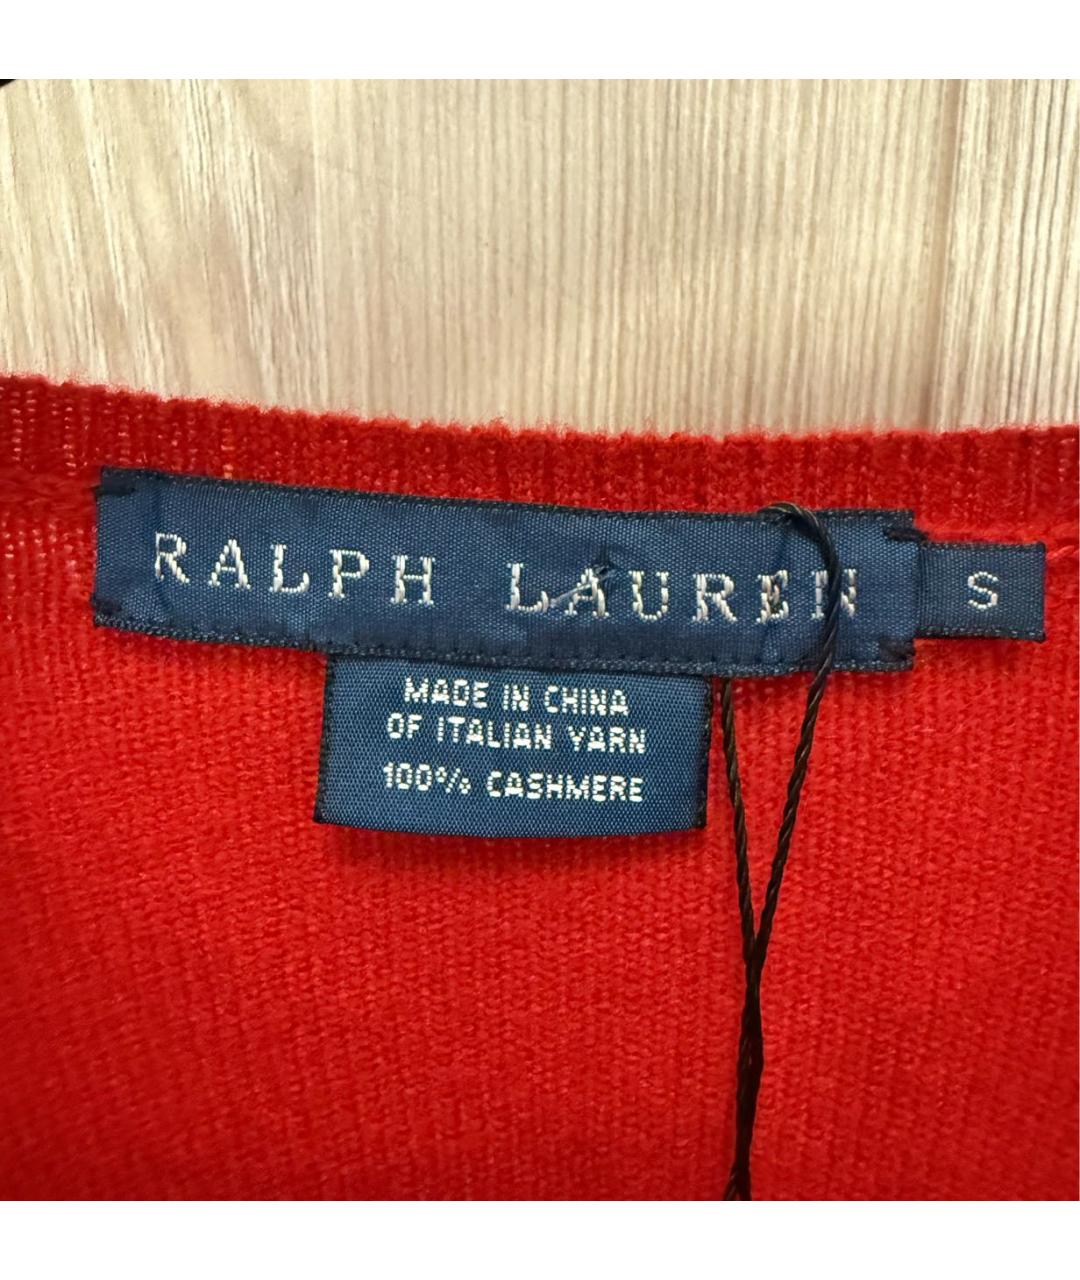 RALPH LAUREN
S
MADE IN CHINA
OF ITALIAN YARN
100% CASHMERE